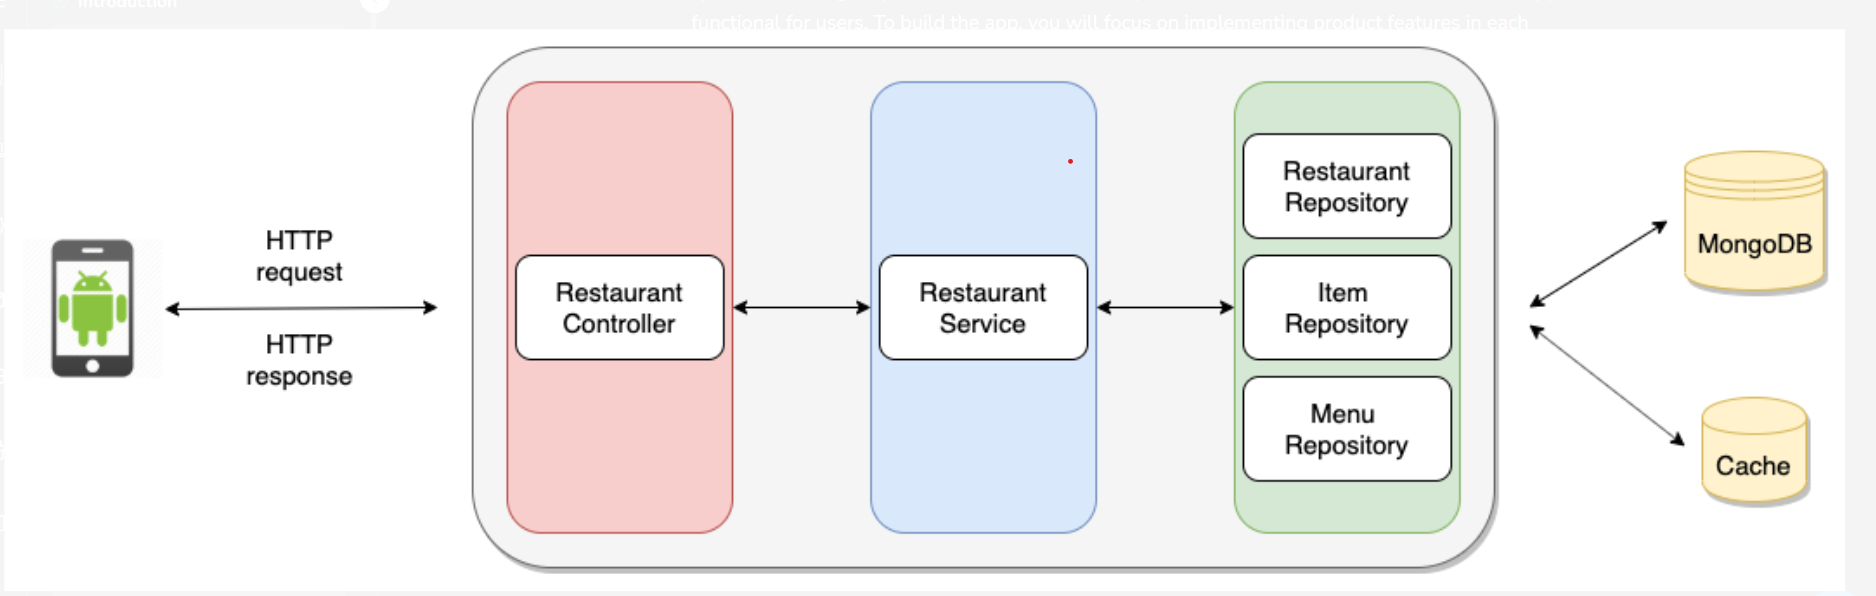 Introduction
functional for users. To build the app, you will focus on implementing product features in each
HTTP
request
HTTP
response
Restaurant
Controller
Restaurant
Service
Restaurant
Repository
Item
Repository
Menu
Repository
MongoDB
Cache